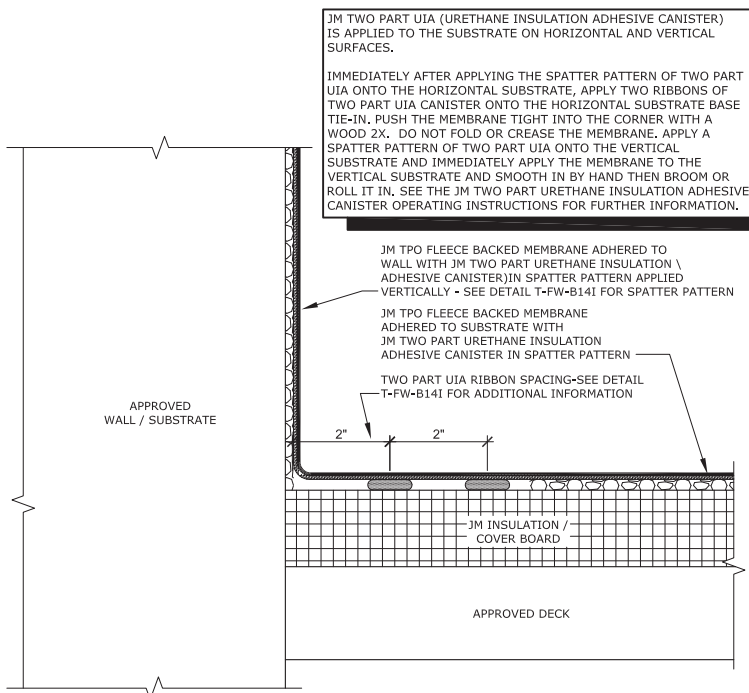 JM TWO PART UIA (URETHANE INSULATION ADHESIVE CANISTER)
IS APPLIED TO THE SUBSTRATE ON HORIZONTAL AND VERTICAL
SURFACES.
IMMEDIATELY AFTER APPLYING THE SPATTER PATTERN OF TWO PART
UIA ONTO THE HORIZONTAL SUBSTRATE, APPLY TWO RIBBONS OF
TWO PART UIA CANISTER ONTO THE HORIZONTAL SUBSTRATE BASE
TIE-IN. PUSH THE MEMBRANE TIGHT INTO THE CORNER WITH A
WOOD 2X. DO NOT FOLD OR CREASE THE MEMBRANE. APPLY A
SPATTER PATTERN OF TWO PART UIA ONTO THE VERTICAL
SUBSTRATE AND IMMEDIATELY APPLY THE MEMBRANE TO THE
VERTICAL SUBSTRATE AND SMOOTH IN BY HAND THEN BROOM OR
ROLL IT IN. SEE THE JM TWO PART URETHANE INSULATION ADHESIVE
CANISTER OPERATING INSTRUCTIONS FOR FURTHER INFORMATION.
JM TPO FLEECE BACKED MEMBRANE ADHERED TO
WALL WITH JM TWO PART URETHANE INSULATION \
ADHESIVE CANISTER)IN SPATTER PATTERN APPLIED
VERTICALLY - SEE DETAIL T-FW-B14I FOR SPATTER PATTERN
JM TPO FLEECE BACKED MEMBRANE
ADHERED TO SUBSTRATE WITH
JM TWO PART URETHANE INSULATION
ADHESIVE CANISTER IN SPATTER PATTERN
TWO PART UIA RIBBON SPACING-SEE DETAIL
T-FW-B14I FOR ADDITIONAL INFORMATION
APPROVED
WALL / SUBSTRATE
2" 2"
JM INSULATION /
COVER BOARD
APPROVED DECK